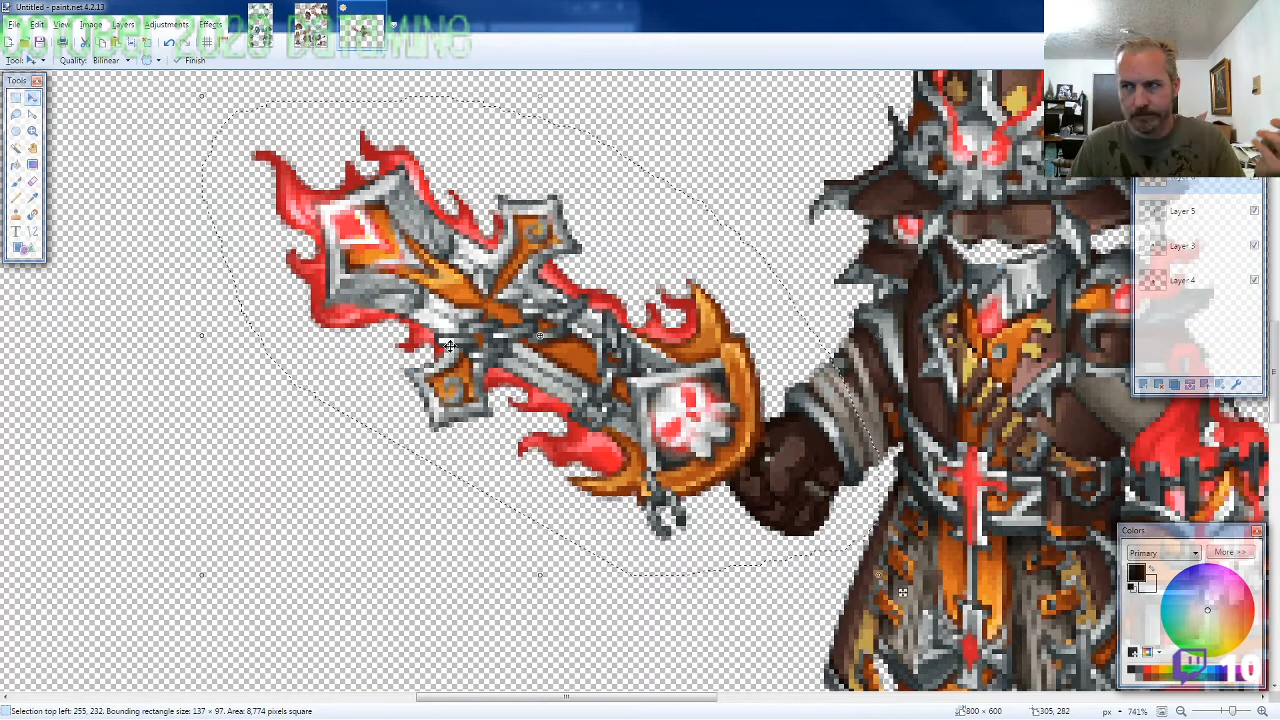 Untitled - paint.net 4.2.13
File Edit View Image Layers Adjustments Effects
2020
Tool: Quality: Bilinear Finish
Tools
Layer 5
Layer 3
Layer 4
Colors
Primary More >>
10
Selection top left: 255, 232. Bounding rectangle size: 137 × 97. Area: 8,774 pixels square
800 × 600 305, 282 px 741%